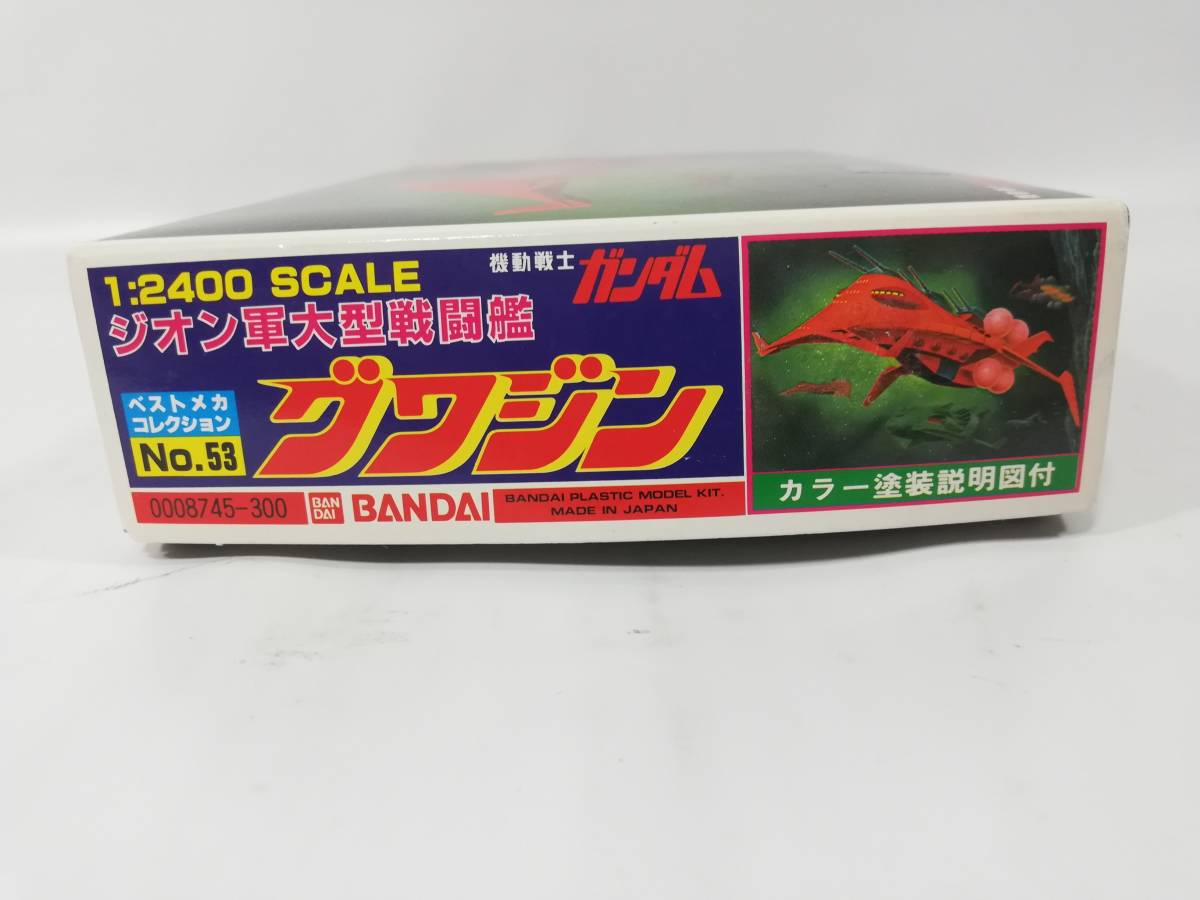 1:2400 SCALE
機動戦士 ガンダム
ジオン軍大型戦闘艦
ベストメカ
コレクション
No.53
グワジン
0008745-300
BAN
DAI
BANDAI
BANDAI PLASTIC MODEL KIT.
MADE IN JAPAN
カラー塗装説明図付